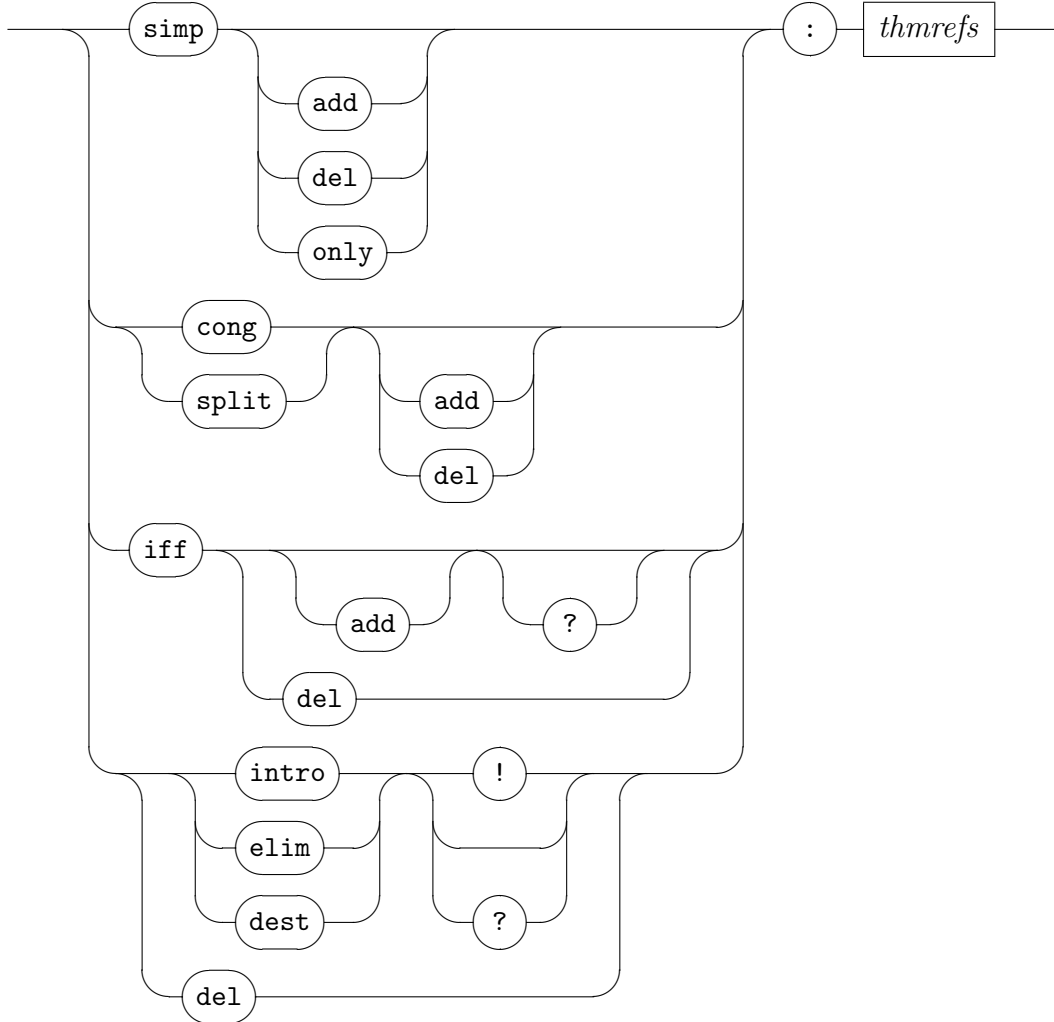 simp : thmrefs
add
del
only
cong
split add
del
iff
add ?
del
intro !
elim
dest ?
del